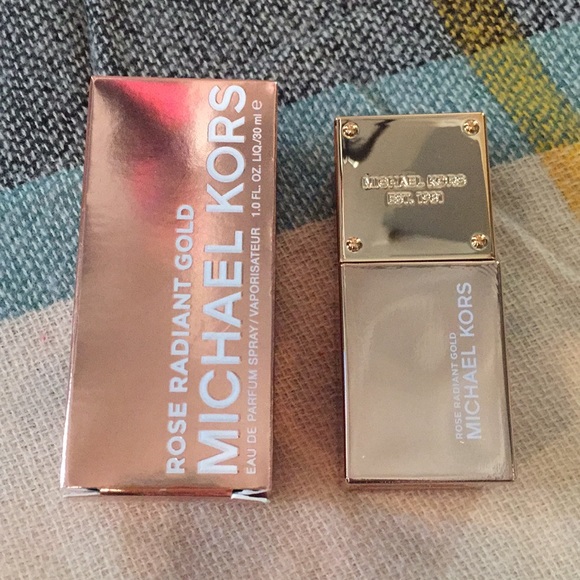 ROSE RADIANT GOLD
MICHAEL KORS
EAU DE PARFUM SPRAY/VAPORISATEUR 1.0 FL. OZ. LIQ./30 ml e
MICHAEL KORS
EST. 1981
ROSE RADIANT GOLD
MICHAEL KORS